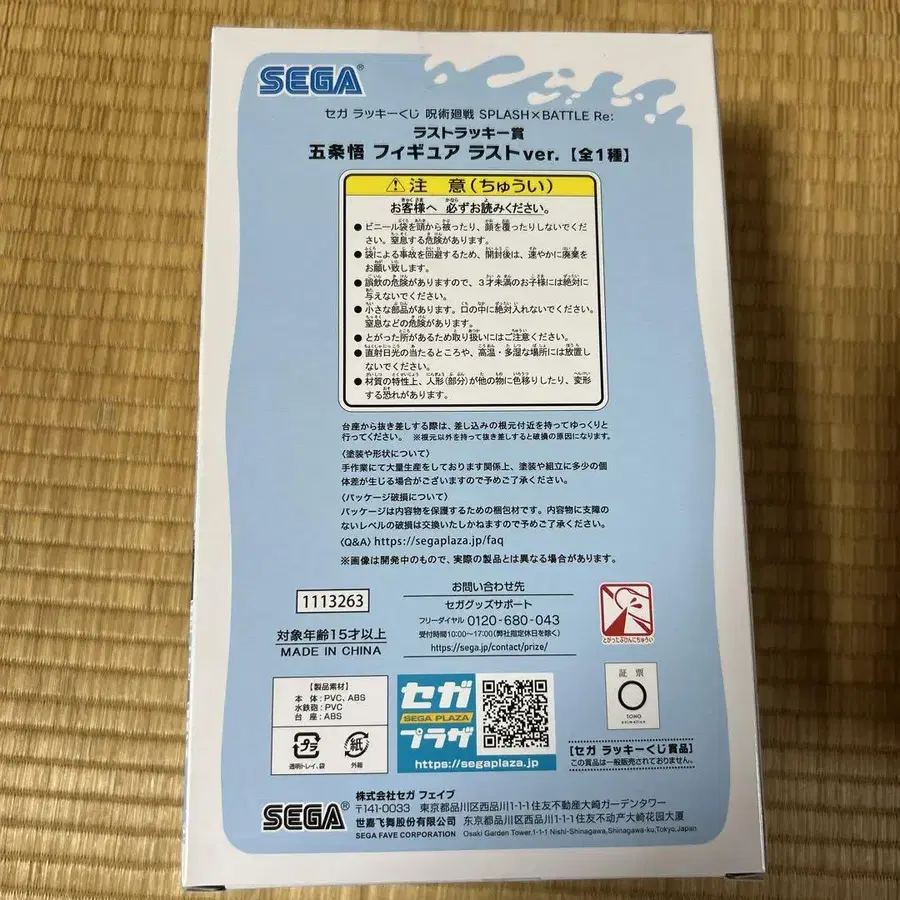 SEGA®
セガ ラッキーくじ 呪術廻戦 SPLASH×BATTLE Re:
ラストラッキー賞
五条悟 フィギュア ラストver.【全1種】
⚠注 意(ちゅうい)
お客様へ 必ずお読みください。
●ビニール袋を頭から被ったり、顔を覆ったりしないでくだ
さい。窒息する危険があります。
●袋による事故を回避するため、開封後は、速やかに廃棄を
お願い致します。
●誤飲の危険がありますので、3才未満のお子様には絶対に
与えないでください。
●小さな部品があります。口の中に絶対入れないでください。
窒息などの危険があります。
●とがった所があるため取り扱いにはご注意ください。
●直射日光の当たるところや、高温・多湿な場所には放置し
ないでください。
●材質の特性上、人形(部分)が他の物に色移りしたり、変形
する恐れがあります。
台座から抜き差しする際は、差し込みの根元付近を持ってゆっくりと
行ってください。 ※根元以外を持って抜き差しすると破損の原因になります。
〈塗装や形状について〉
手作業にて大量生産をしております関係上、塗装や組立に多少の個
体差が生じる場合がございますので予めご了承ください。
〈パッケージ破損について〉
パッケージは内容物を保護するための梱包材です。内容物に支障の
ないレベルの破損は交換いたしかねますので予めご了承ください。
〈Q&A〉https://segaplaza.jp/faq
※画像は開発中のもので、実際の製品とは異なる場合があります。
1113263
対象年齢15才以上
MADE IN CHINA
お問い合わせ先
セガグッズサポート
フリーダイヤル 0120-680-043
受付時間10:00～17:00(弊社指定休日を除く)
https://sega.jp/contact/prize/
とがったぶひんにちゅうい
【製品素材】
本 体:PVC、ABS
水鉄砲:PVC
台 座:ABS
プラ
透明トレイ、袋
紙
外箱
セガ
SEGA PLAZA
プラザ
https://segaplaza.jp
証 票
TOHO
animation
【セガ ラッキーくじ賞品】
この賞品は一般販売されておりません。
SEGA®
株式会社セガ フェイブ
〒141-0033 東京都品川区西品川1-1-1住友不動産大崎ガーデンタワー
世嘉飞舞股份有限公司 东京都品川区西品川1-1-1住友不动产大崎花园大厦
SEGA FAVE CORPORATION Osaki Garden Tower,1-1-1 Nishi-Shinagawa,Shinagawa-ku,Tokyo,Japan